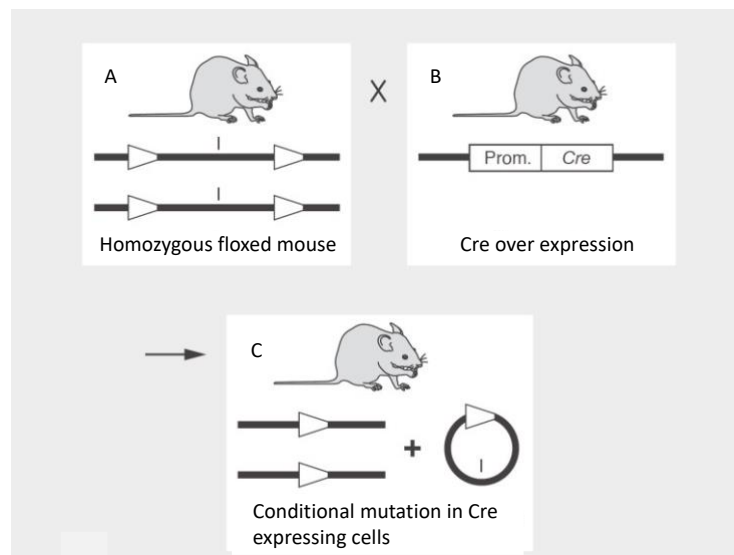 A
B
X
I
Prom. Cre
I
Homozygous floxed mouse
Cre over expression
C
+
I
Conditional mutation in Cre
expressing cells